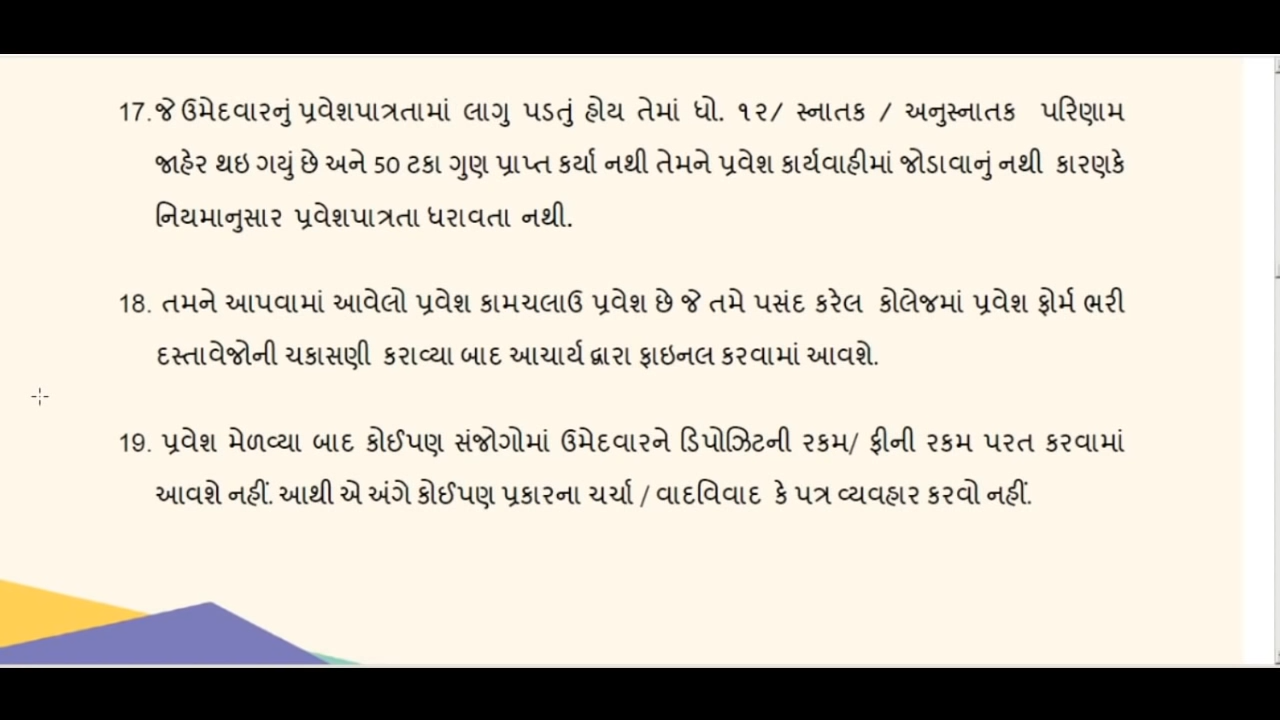 17. જે ઉમેદવારનું પ્રવેશપાત્રતામાં લાગુ પડતું હોય તેમાં ધો. ૧૨/ સ્નાતક / અનુસ્નાતક પરિણામ
જાહેર થઇ ગયું છે અને 50 ટકા ગુણ પ્રાપ્ત કર્યા નથી તેમને પ્રવેશ કાર્યવાહીમાં જોડાવાનું નથી કારણકે
નિયમાનુસાર પ્રવેશપાત્રતા ધરાવતા નથી.
18. તમને આપવામાં આવેલો પ્રવેશ કામચલાઉ પ્રવેશ છે જે તમે પસંદ કરેલ કોલેજમાં પ્રવેશ ફોર્મ ભરી
દસ્તાવેજોની ચકાસણી કરાવ્યા બાદ આચાર્ય દ્વારા ફાઇનલ કરવામાં આવશે.
19. પ્રવેશ મેળવ્યા બાદ કોઈપણ સંજોગોમાં ઉમેદવારને ડિપોઝિટની રકમ/ ફીની રકમ પરત કરવામાં
આવશે નહીં. આથી એ અંગે કોઈપણ પ્રકારના ચર્ચા / વાદવિવાદ કે પત્ર વ્યવહાર કરવો નહીં.